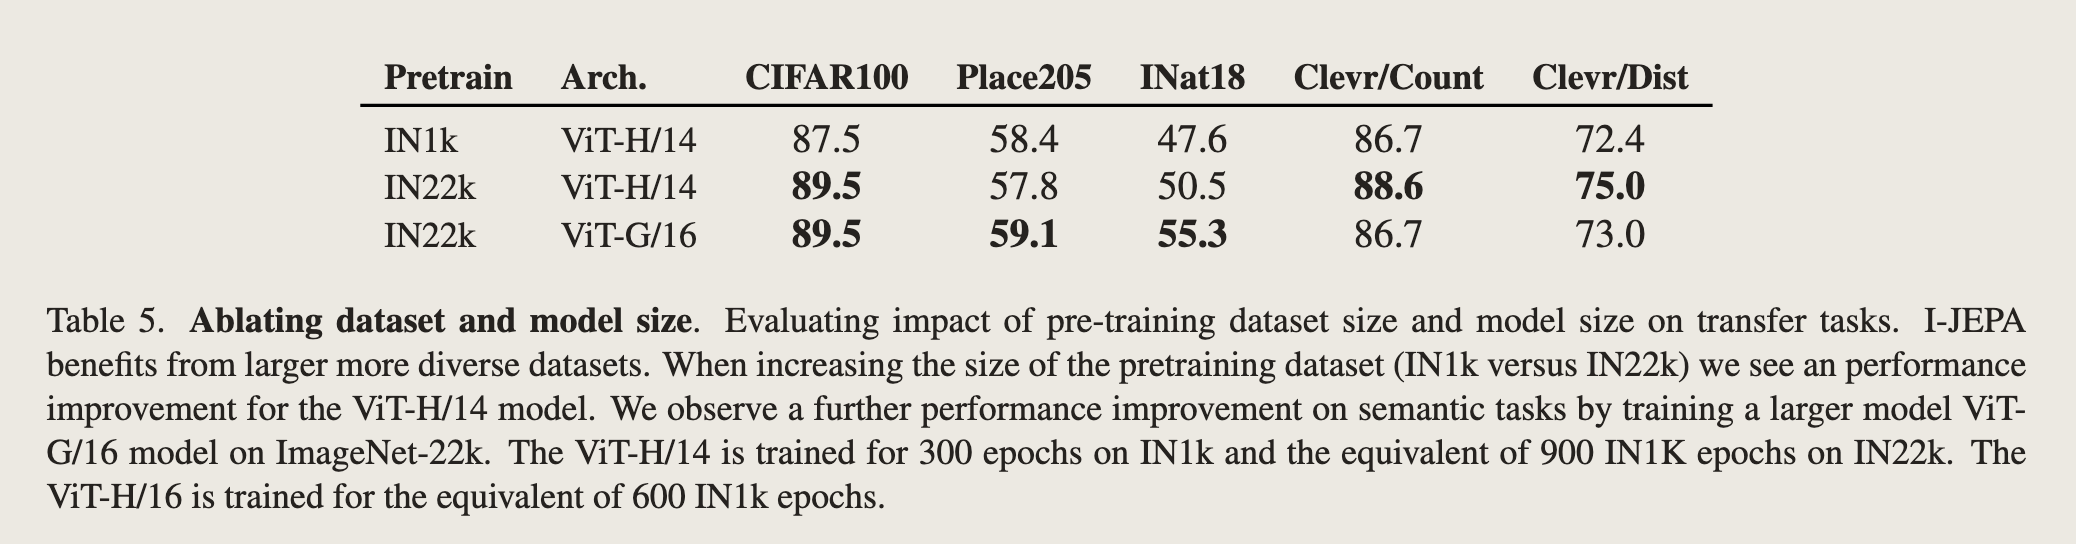 Pretrain Arch. CIFAR100 Place205 INat18 Clevr/Count Clevr/Dist
IN1k ViT-H/14 87.5 58.4 47.6 86.7 72.4
IN22k ViT-H/14 89.5 57.8 50.5 88.6 75.0
IN22k ViT-G/16 89.5 59.1 55.3 86.7 73.0
Table 5. Ablating dataset and model size. Evaluating impact of pre-training dataset size and model size on transfer tasks. I-JEPA
benefits from larger more diverse datasets. When increasing the size of the pretraining dataset (IN1k versus IN22k) we see an performance
improvement for the ViT-H/14 model. We observe a further performance improvement on semantic tasks by training a larger model ViT-
G/16 model on ImageNet-22k. The ViT-H/14 is trained for 300 epochs on IN1k and the equivalent of 900 IN1K epochs on IN22k. The
ViT-H/16 is trained for the equivalent of 600 IN1k epochs.